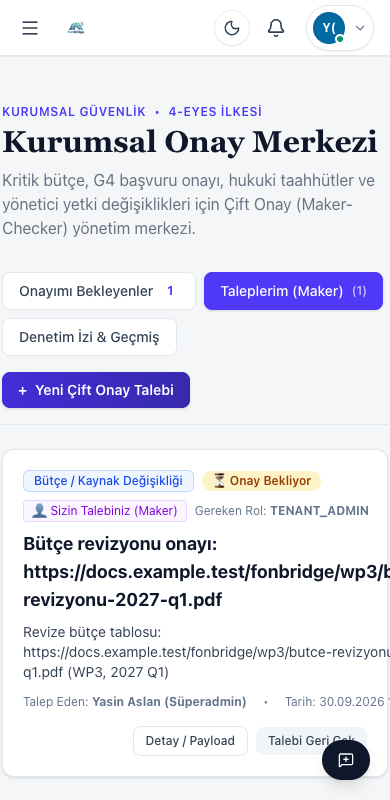 Y(
KURUMSAL GÜVENLİK • 4-EYES İLKESİ
Kurumsal Onay Merkezi
Kritik bütçe, G4 başvuru onayı, hukuki taahhütler ve
yönetici yetki değişiklikleri için Çift Onay (Maker-
Checker) yönetim merkezi.
Onayımı Bekleyenler 1
Taleplerim (Maker) (1)
Denetim İzi & Geçmiş
+ Yeni Çift Onay Talebi
Bütçe / Kaynak Değişikliği
⏳ Onay Bekliyor
👤 Sizin Talebiniz (Maker)
Gereken Rol: TENANT_ADMIN
Bütçe revizyonu onayı:
https://docs.example.test/fonbridge/wp3/b
revizyonu-2027-q1.pdf
Revize bütçe tablosu:
https://docs.example.test/fonbridge/wp3/butce-revizyonu
q1.pdf (WP3, 2027 Q1)
Talep Eden: Yasin Aslan (Süperadmin) • Tarih: 30.09.2026
Detay / Payload
Talebi Geri